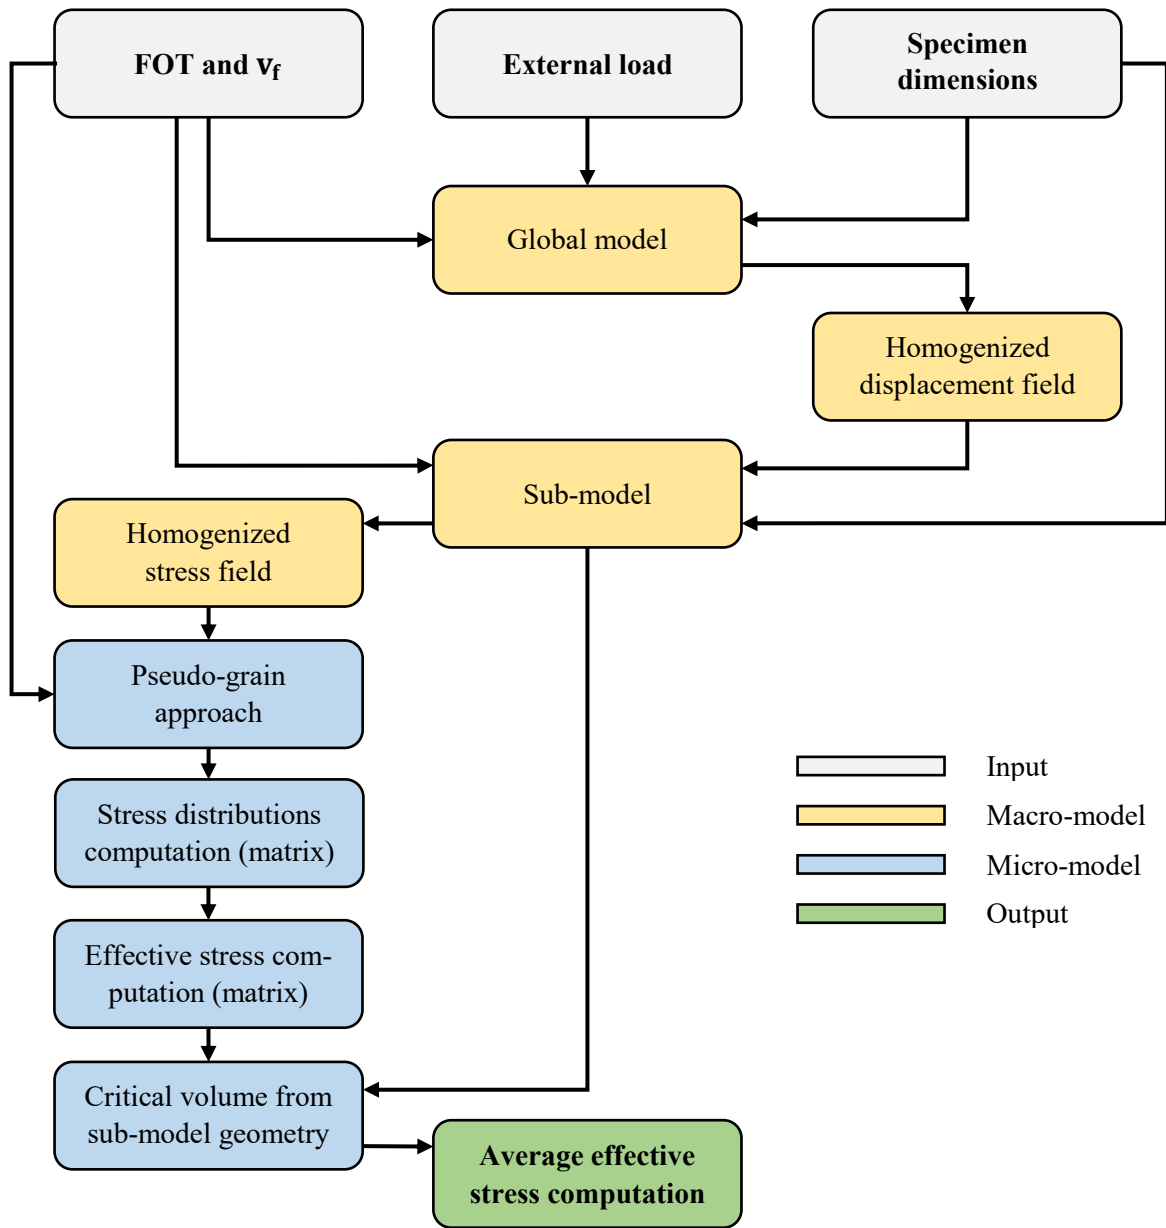 FOT and vf
External load
Specimen
dimensions
Global model
Homogenized
displacement field
Sub-model
Homogenized
stress field
Pseudo-grain
approach
Stress distributions
computation (matrix)
Effective stress com-
putation (matrix)
Critical volume from
sub-model geometry
Average effective
stress computation
Input
Macro-model
Micro-model
Output